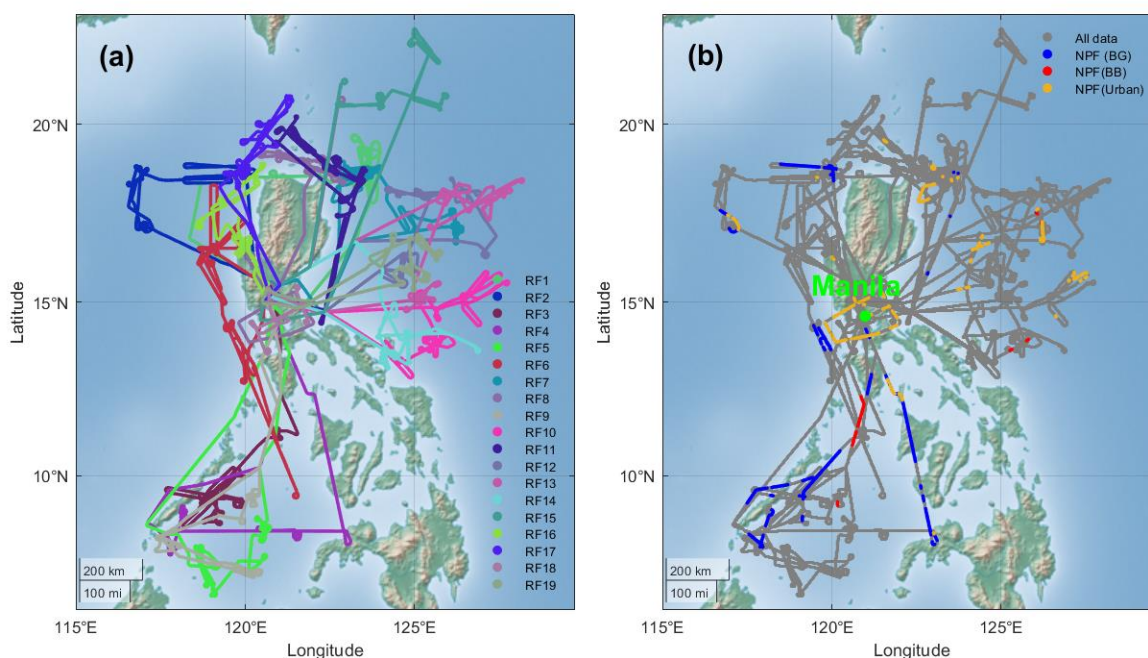 (a)
20°N
15°N
10°N
Latitude
RF1
RF2
RF3
RF4
RF5
RF6
RF7
RF8
RF9
RF10
RF11
RF12
RF13
RF14
RF15
RF16
RF17
RF18
RF19
200 km
100 mi
115°E
120°E
125°E
Longitude
(b)
All data
NPF (BG)
NPF(BB)
NPF(Urban)
20°N
15°N
10°N
Latitude
Manila
200 km
100 mi
115°E
120°E
125°E
Longitude